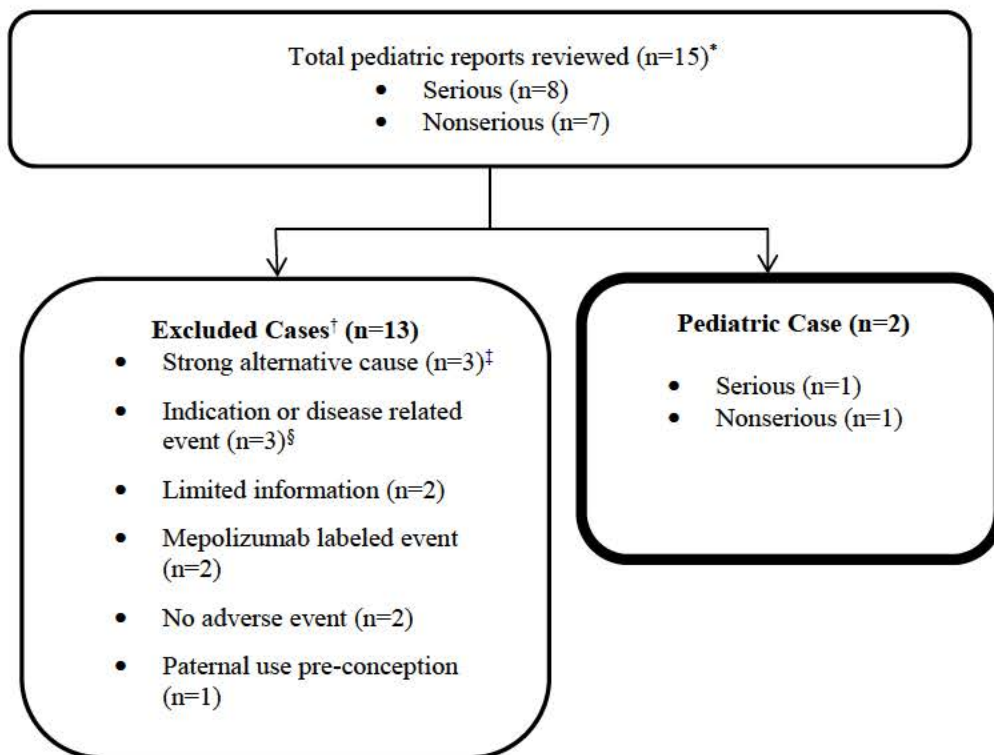 Total pediatric reports reviewed (n=15)*
• Serious (n=8)
• Nonserious (n=7)
Excluded Cases† (n=13)
• Strong alternative cause (n=3)‡
• Indication or disease related
event (n=3)§
• Limited information (n=2)
• Mepolizumab labeled event
(n=2)
• No adverse event (n=2)
• Paternal use pre-conception
(n=1)
Pediatric Case (n=2)
• Serious (n=1)
• Nonserious (n=1)